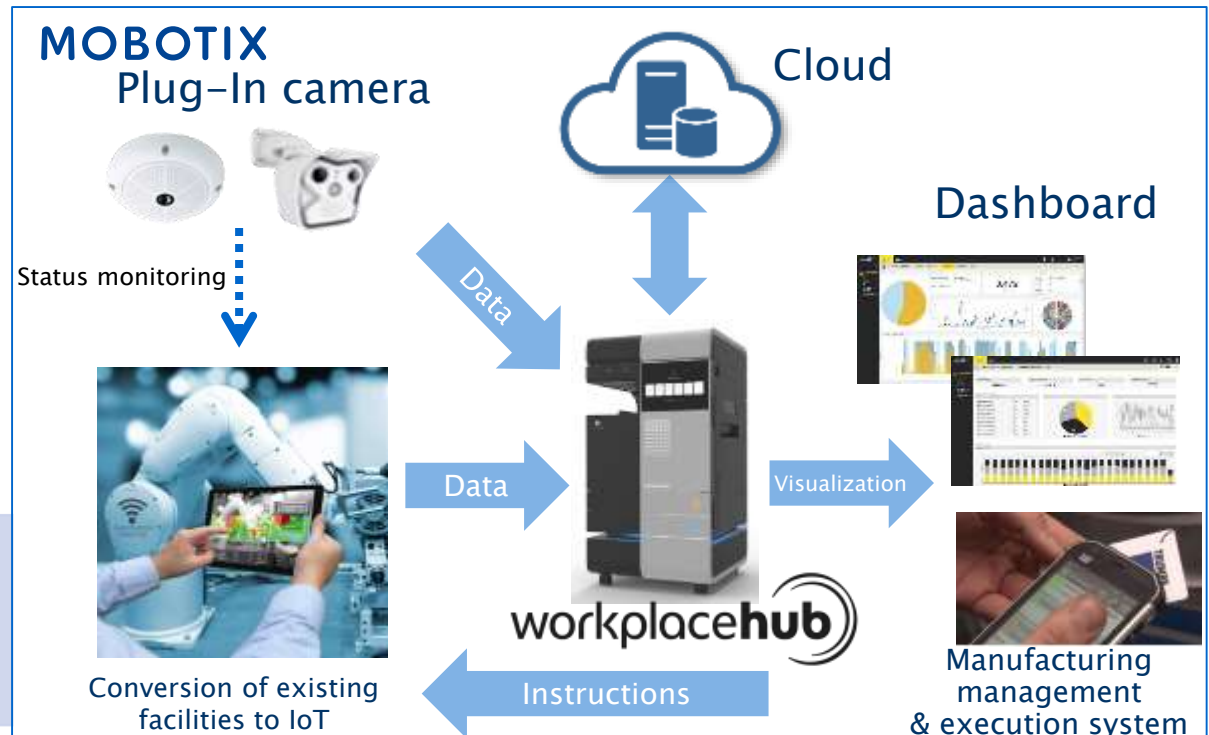 MOBOTIX
Plug-In camera
Cloud
Dashboard
Status monitoring
Data
Data
Visualization
workplacehub
Instructions
Conversion of existing
facilities to IoT
Manufacturing
management
& execution system